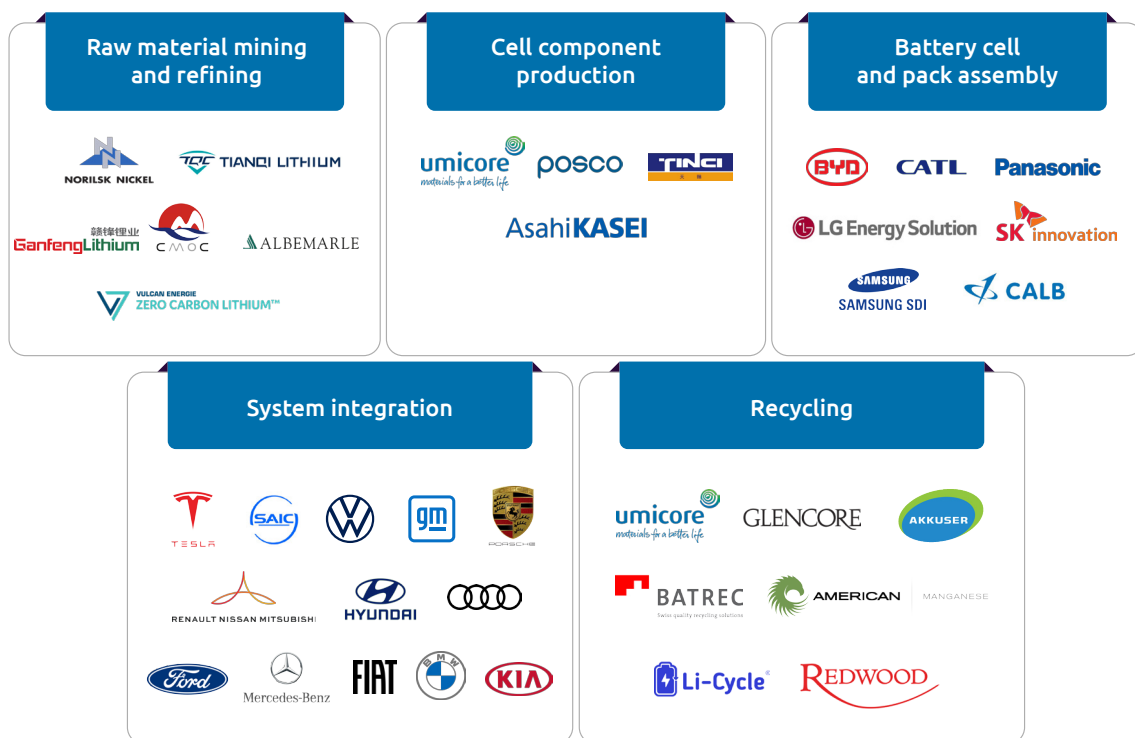 Raw material mining
and refining
NORILSK NICKEL
TQC TIANQI LITHIUM
赣锋锂业
GanfengLithium
CMOC
ALBEMARLE
VULCAN ENERGIE
ZERO CARBON LITHIUM™
Cell component
production
umicore
materials for a better life
posco
TINCI
天賜
AsahiKASEI
Battery cell
and pack assembly
BYD
CATL
Panasonic
LG Energy Solution
SK innovation
SAMSUNG
SAMSUNG SDI
CALB
System integration
TESLA
SAIC
gm
PORSCHE
RENAULT NISSAN MITSUBISHI
HYUNDAI
Ford
Mercedes-Benz
FIAT
BMW
KIA
Recycling
umicore
materials for a better life
GLENCORE
AKKUSER
BATREC
Swiss quality recycling solutions
AMERICAN MANGANESE
Li-Cycle®
REDWOOD